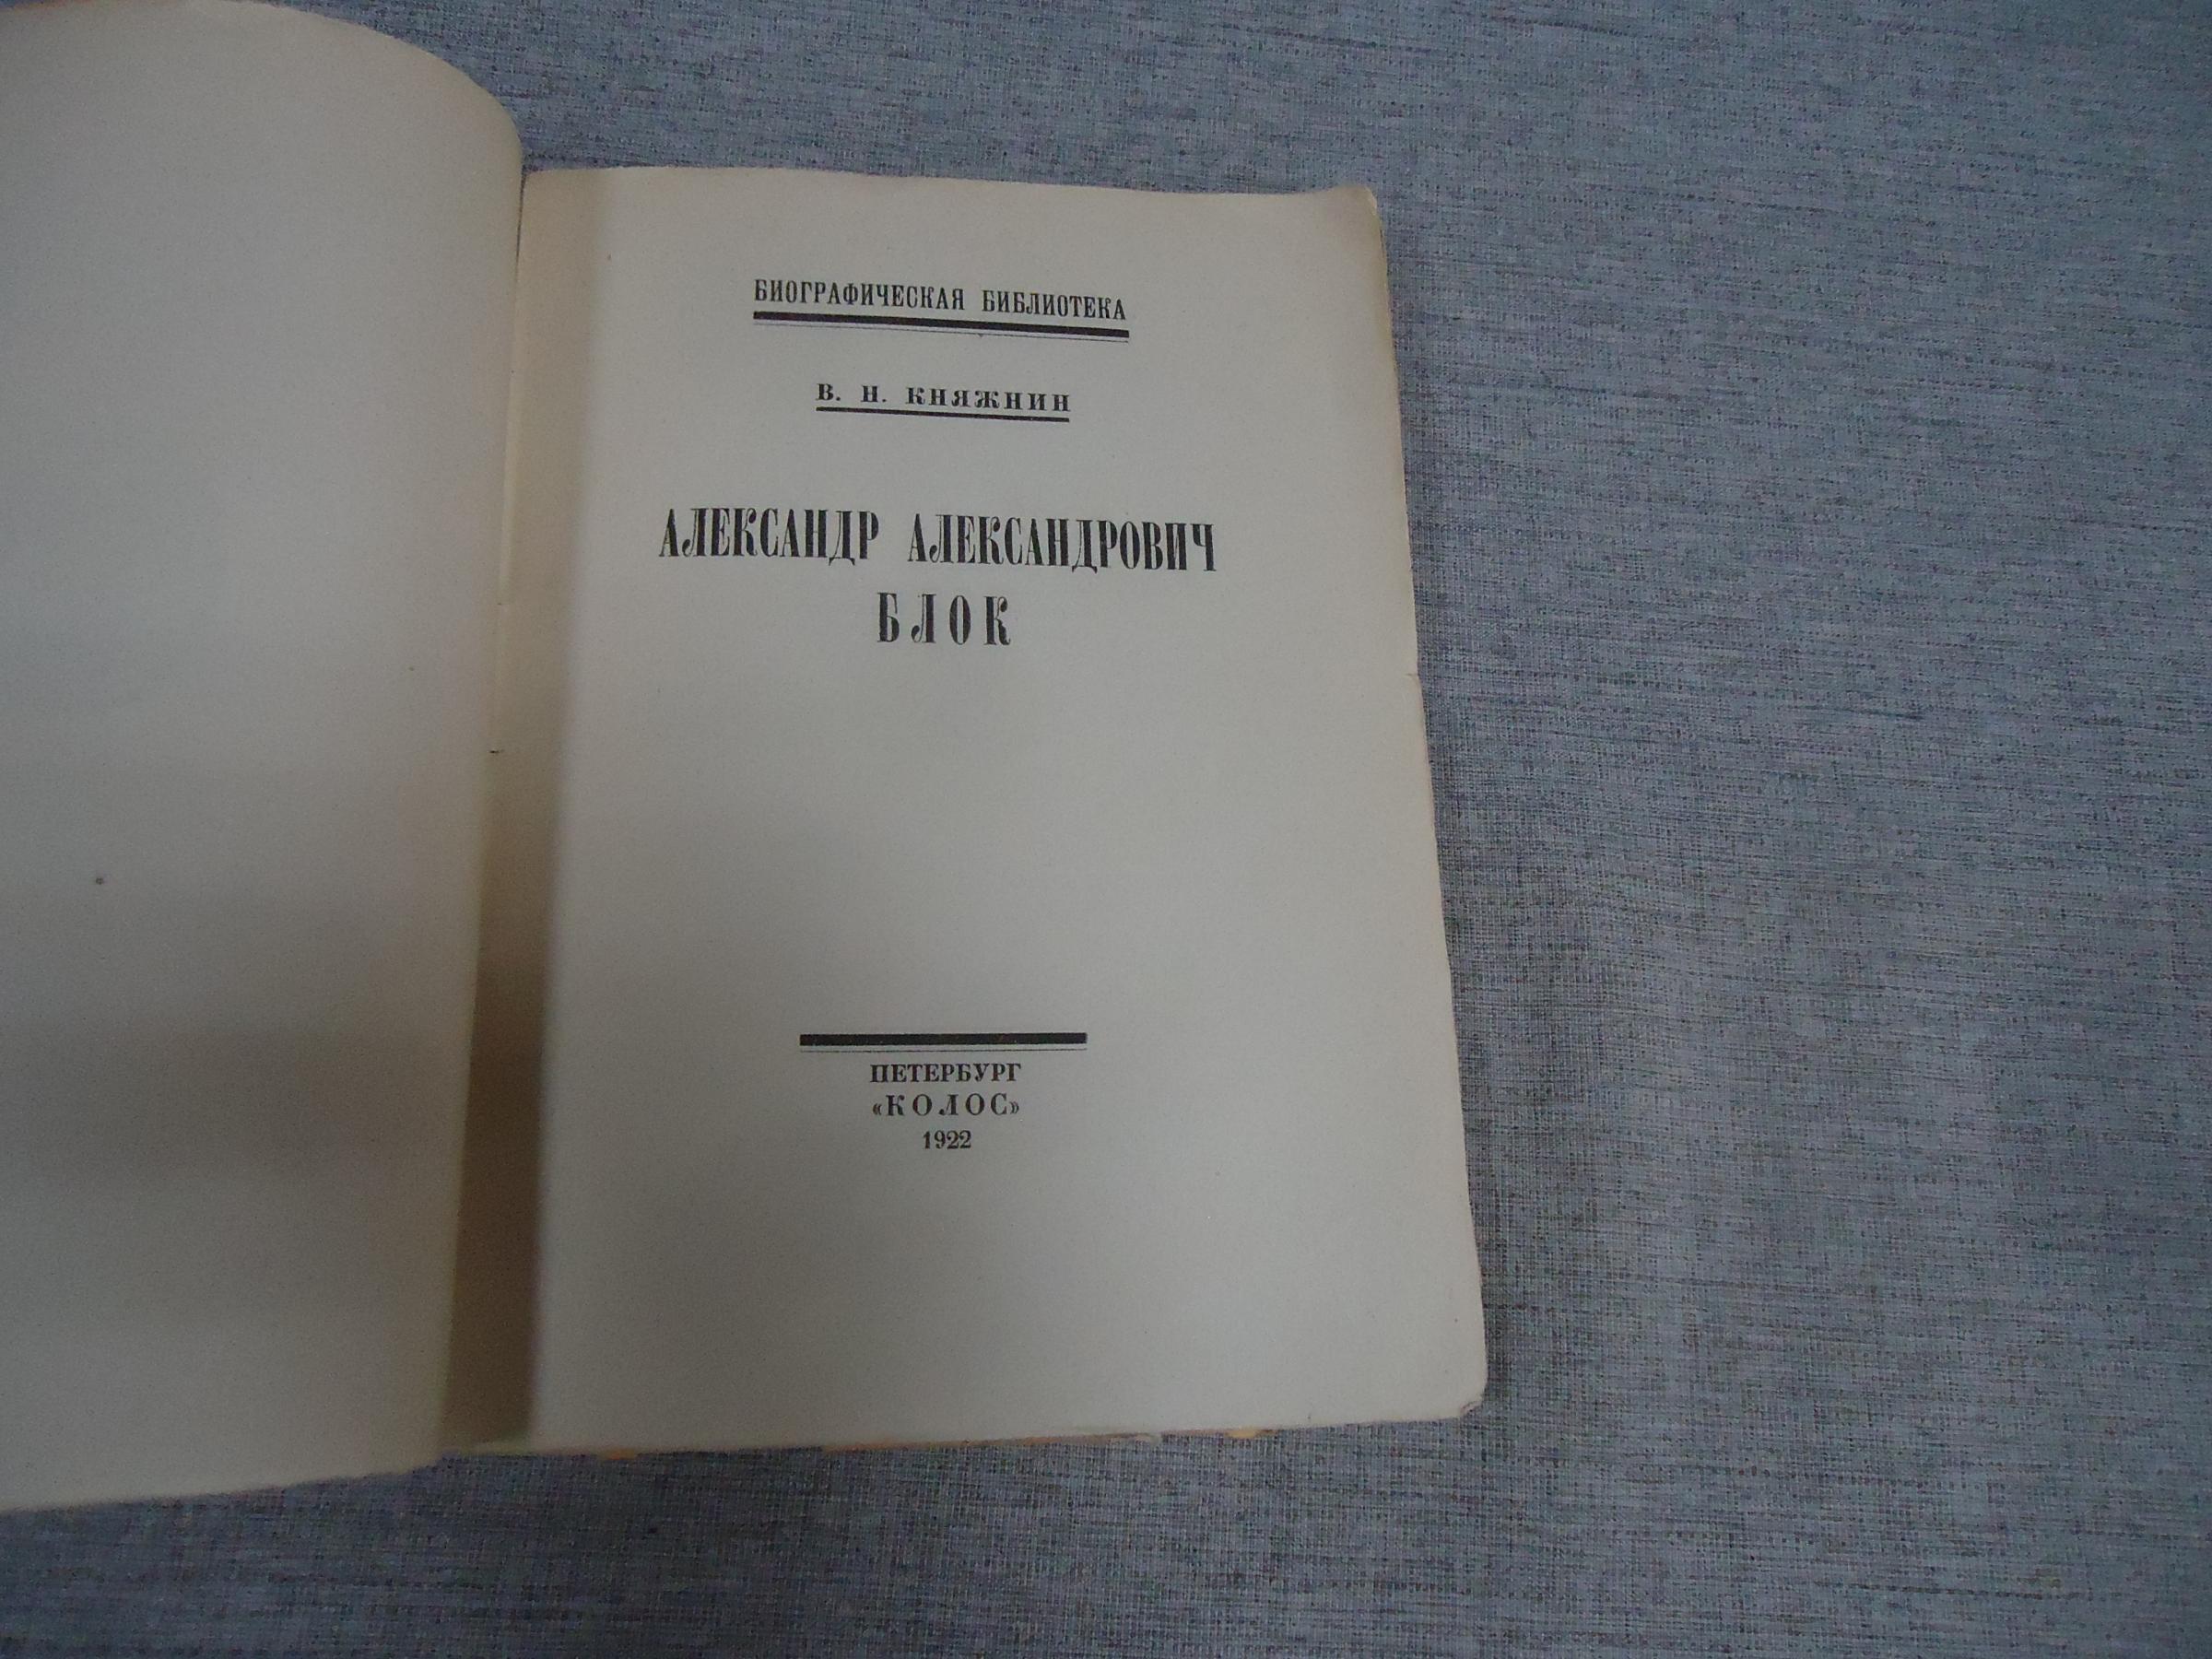 БИОГРАФИЧЕСКАЯ БИБЛИОТЕКА
В. Н. КНЯЖНИН
АЛЕКСАНДР АЛЕКСАНДРОВИЧ
БЛОК
ПЕТЕРБУРГ
«КОЛОС»
1922